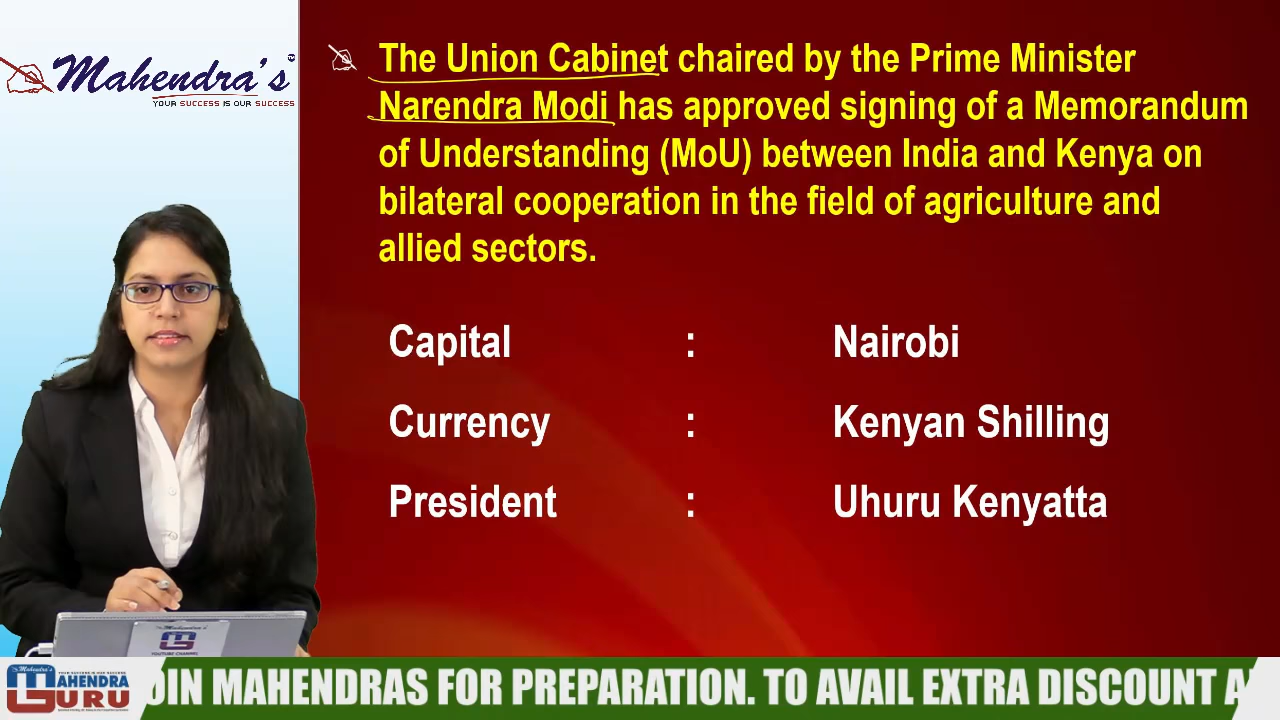 Mahendra's
YOUR SUCCESS IS OUR SUCCESS
The Union Cabinet chaired by the Prime Minister
Narendra Modi has approved signing of a Memorandum
of Understanding (MoU) between India and Kenya on
bilateral cooperation in the field of agriculture and
allied sectors.
Capital : Nairobi
Currency : Kenyan Shilling
President : Uhuru Kenyatta
YOUTUBE CHANNEL
Mahendra's
MAHENDRA
GURU
OIN MAHENDRAS FOR PREPARATION. TO AVAIL EXTRA DISCOUNT A